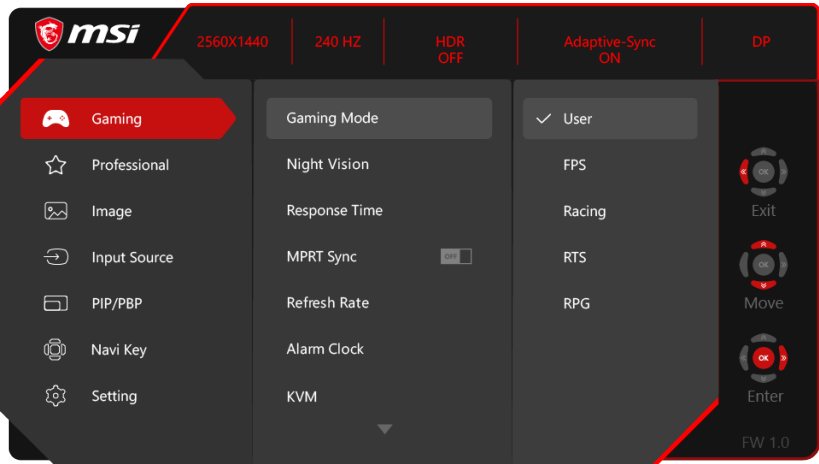 msi
2560X1440
240 HZ
HDR
OFF
Adaptive-Sync
ON
DP
Gaming
Professional
Image
Input Source
PIP/PBP
Navi Key
Setting
Gaming Mode
Night Vision
Response Time
MPRT Sync OFF
Refresh Rate
Alarm Clock
KVM
User
FPS
Racing
RTS
RPG
OK
Exit
OK
Move
OK
Enter
FW 1.0